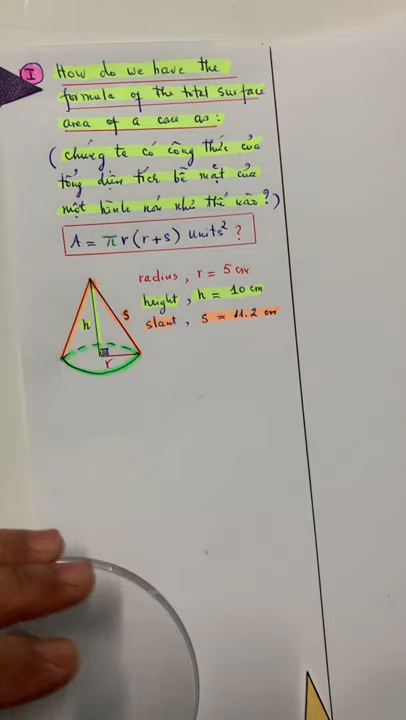 I
How do we have the
formula of the total surface
area of a cone as:
(chúng ta có công thức của
tổng diện tích bề mặt của
một hình nón như thế nào?)
A = πr(r+s) units² ?
radius, r = 5 cm
height, h = 10 cm
slant, s ≈ 11.2 cm
h
s
r